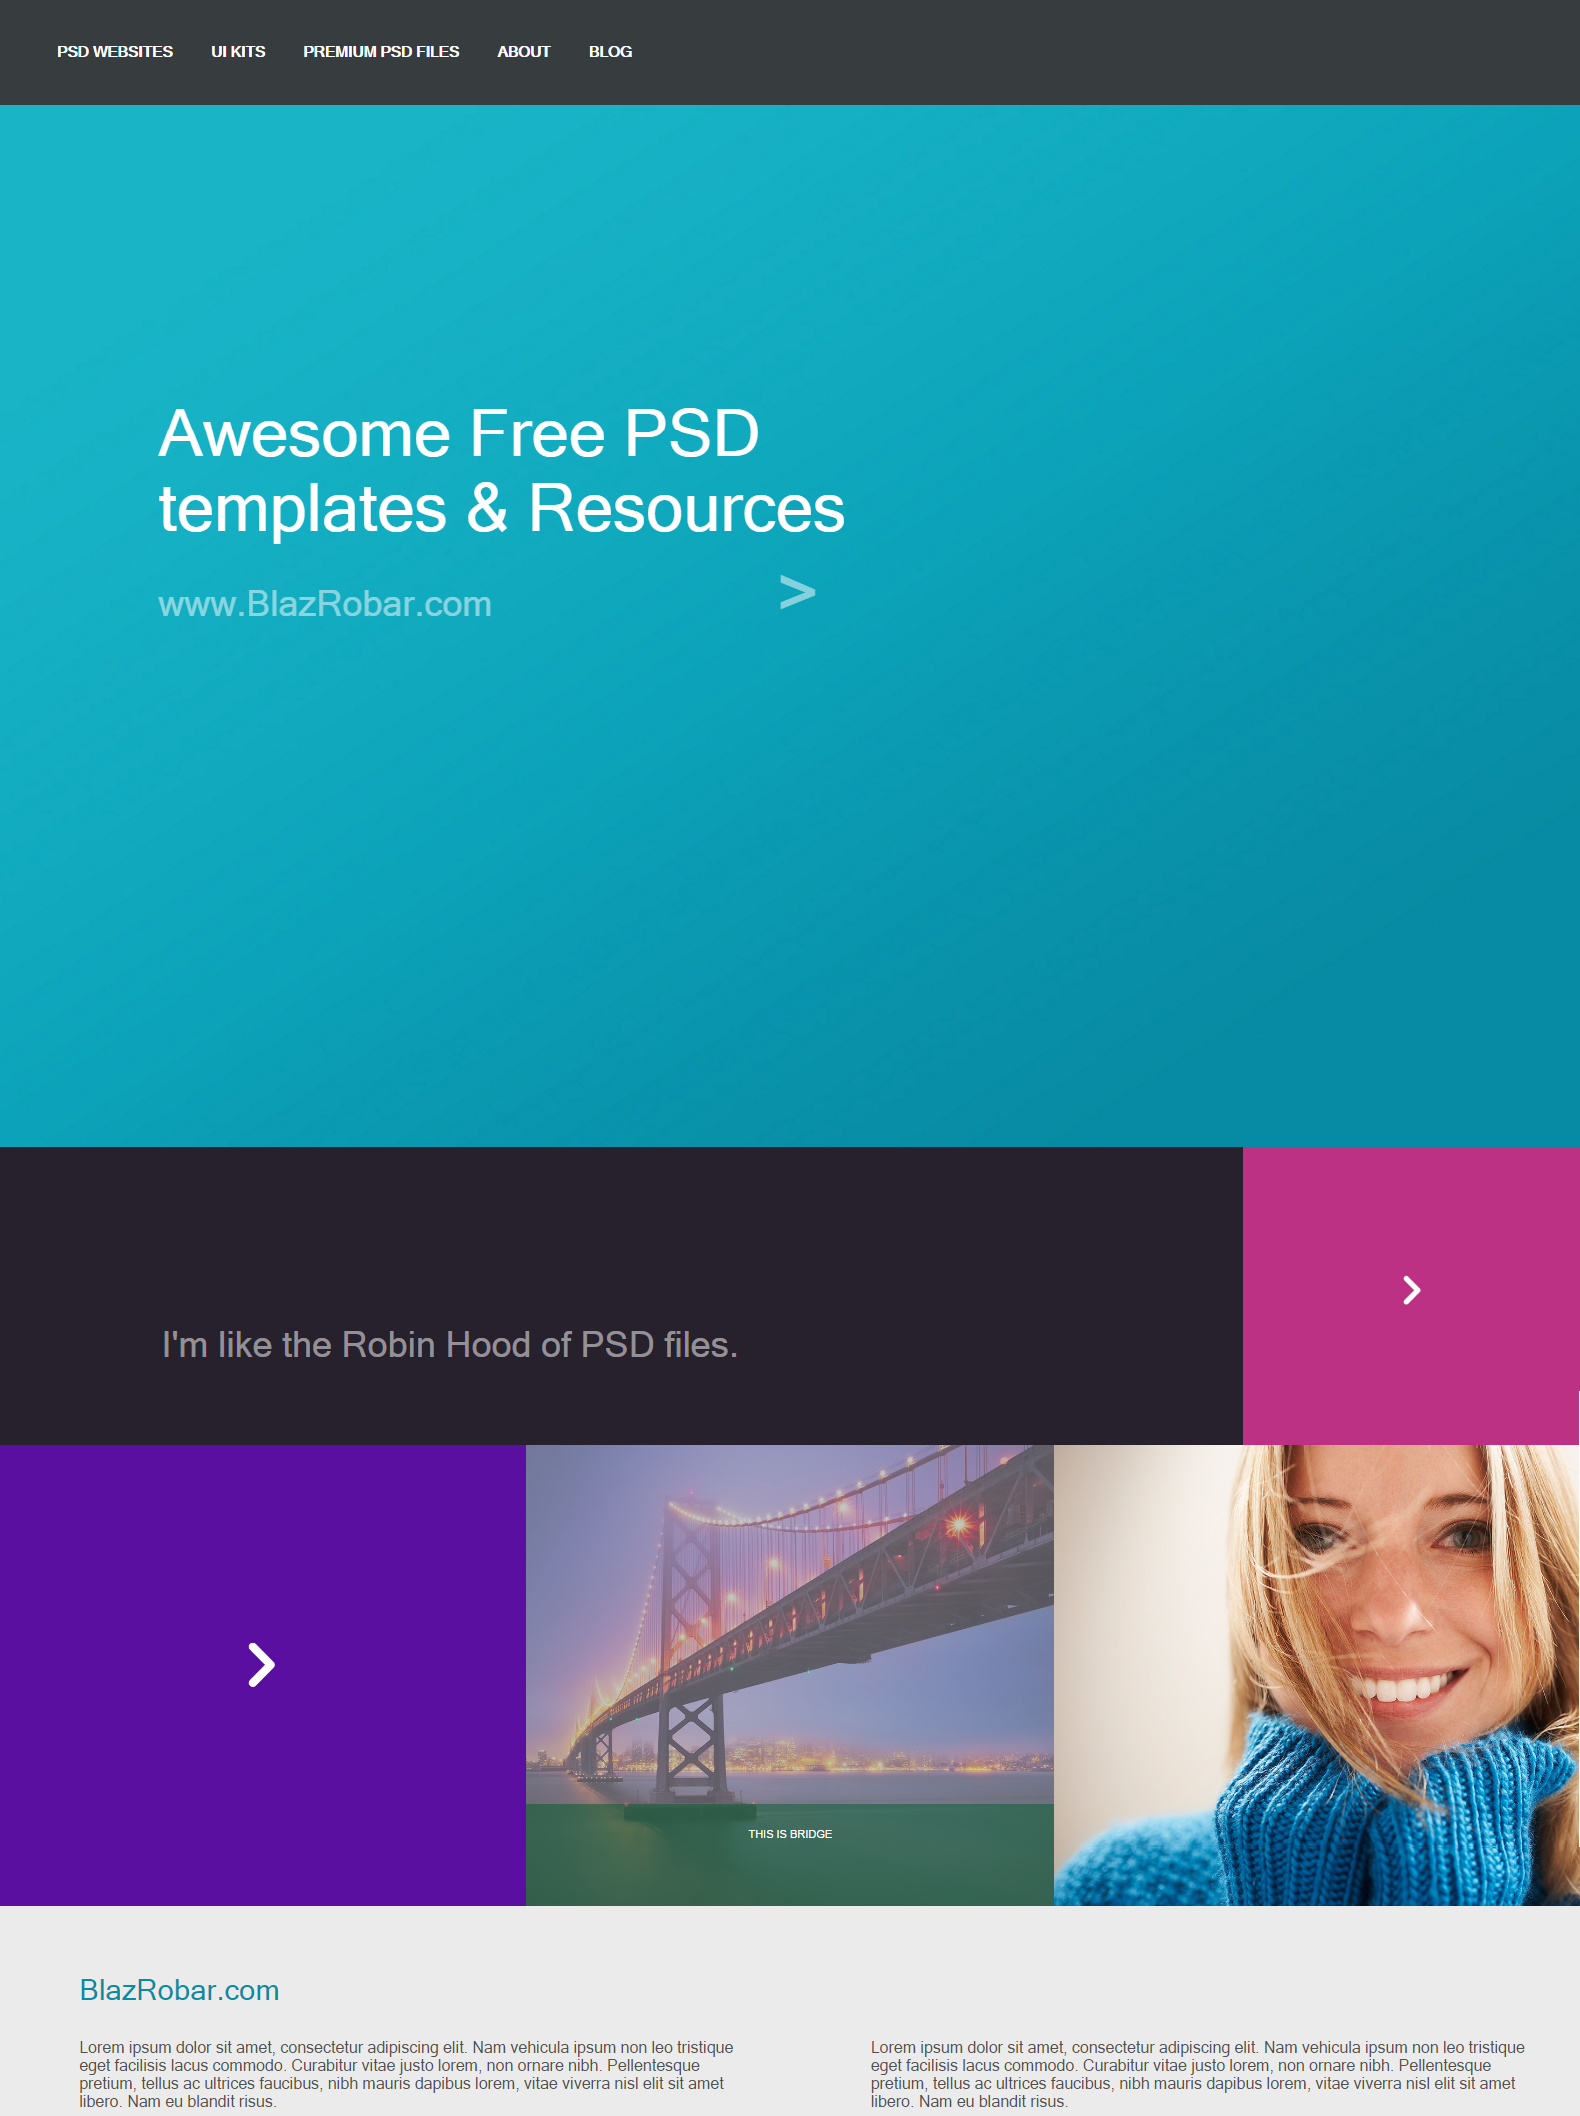 PSD WEBSITES UI KITS PREMIUM PSD FILES ABOUT BLOG
Awesome Free PSD
templates & Resources
www.BlazRobar.com >
I'm like the Robin Hood of PSD files.
THIS IS BRIDGE
BlazRobar.com
Lorem ipsum dolor sit amet, consectetur adipiscing elit. Nam vehicula ipsum non leo tristique
eget facilisis lacus commodo. Curabitur vitae justo lorem, non ornare nibh. Pellentesque
pretium, tellus ac ultrices faucibus, nibh mauris dapibus lorem, vitae viverra nisl elit sit amet
libero. Nam eu blandit risus.
Lorem ipsum dolor sit amet, consectetur adipiscing elit. Nam vehicula ipsum non leo tristique
eget facilisis lacus commodo. Curabitur vitae justo lorem, non ornare nibh. Pellentesque
pretium, tellus ac ultrices faucibus, nibh mauris dapibus lorem, vitae viverra nisl elit sit amet
libero. Nam eu blandit risus.